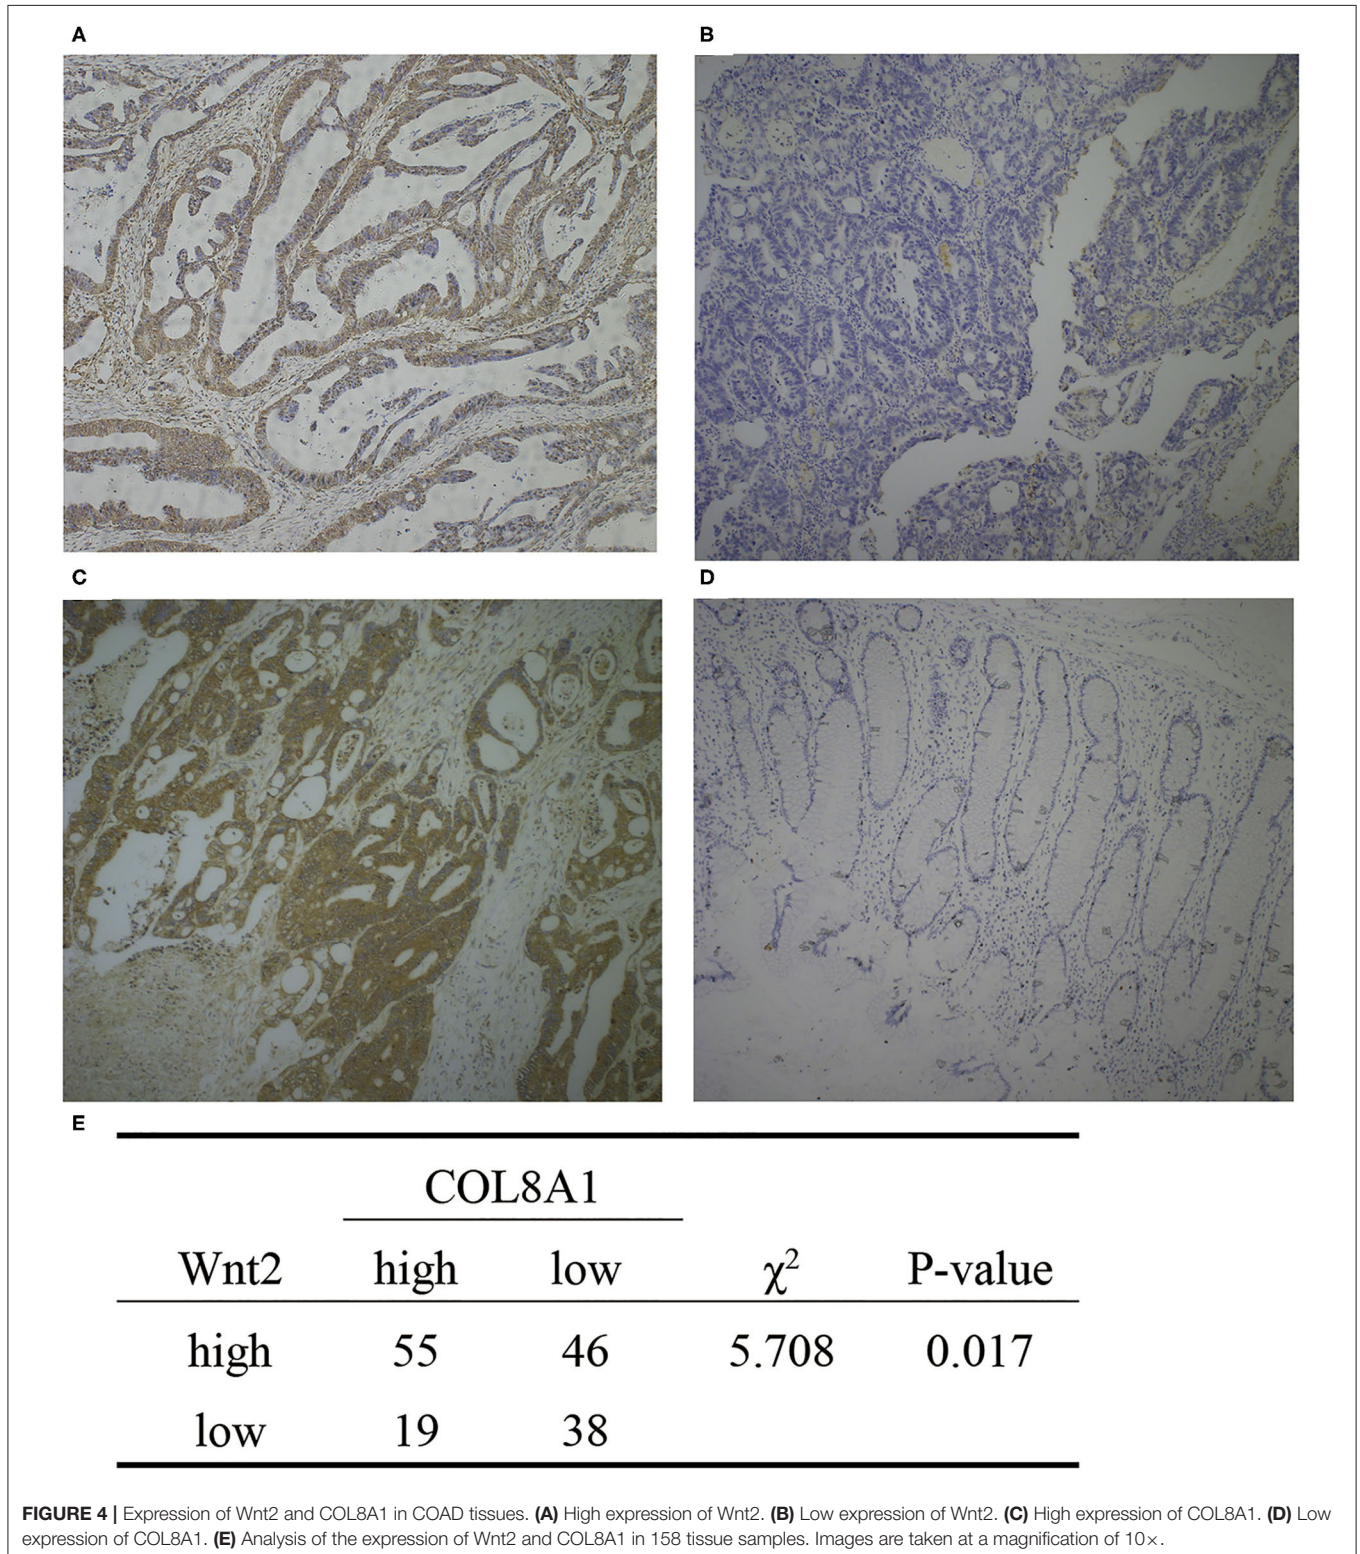 A
B
C
D
E
COL8A1
Wnt2 high low χ² P-value
high 55 46 5.708 0.017
low 19 38
FIGURE 4 | Expression of Wnt2 and COL8A1 in COAD tissues. (A) High expression of Wnt2. (B) Low expression of Wnt2. (C) High expression of COL8A1. (D) Low
expression of COL8A1. (E) Analysis of the expression of Wnt2 and COL8A1 in 158 tissue samples. Images are taken at a magnification of 10×.